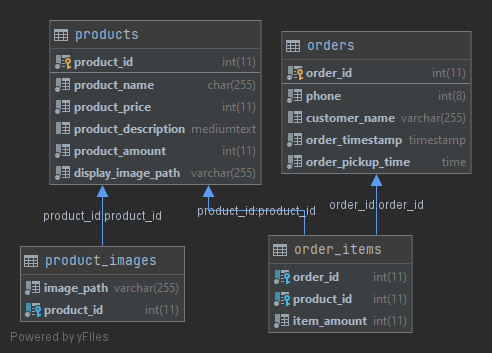 products
product_id int(11)
product_name char(255)
product_price int(11)
product_description mediumtext
product_amount int(11)
display_image_path varchar(255)
orders
order_id int(11)
phone int(8)
customer_name varchar(255)
order_timestamp timestamp
order_pickup_time time
product_id:product_id
product_id:product_id
order_id:order_id
product_images
image_path varchar(255)
product_id int(11)
order_items
order_id int(11)
product_id int(11)
item_amount int(11)
Powered by yFiles